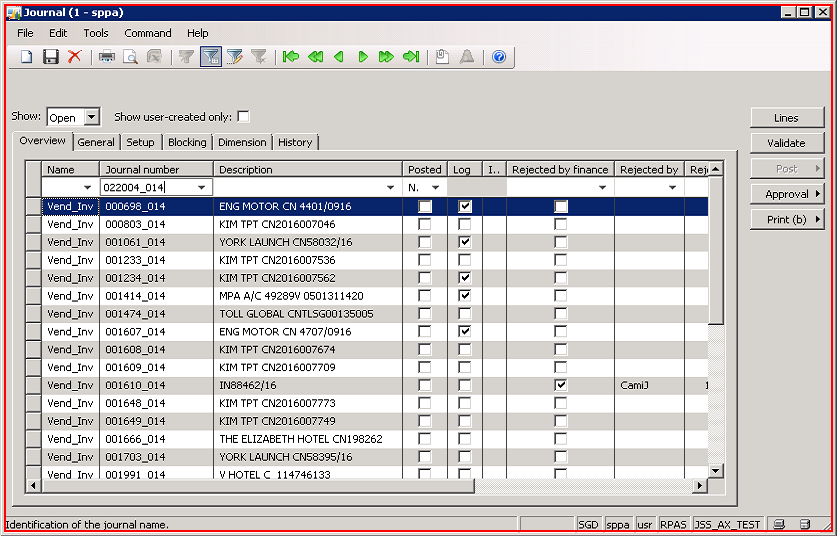 Journal (1 - sppa)
File Edit Tools Command Help
Show: Open Show user-created only:
Lines
Validate
Post
Approval
Print (b)
Overview General Setup Blocking Dimension History
Name Journal number Description Posted Log I.. Rejected by finance Rejected by Reje
022004_014 N.
Vend_Inv 000698_014 ENG MOTOR CN 4401/0916
Vend_Inv 000803_014 KIM TPT CN2016007046
Vend_Inv 001061_014 YORK LAUNCH CN58032/16
Vend_Inv 001233_014 KIM TPT CN2016007536
Vend_Inv 001234_014 KIM TPT CN2016007562
Vend_Inv 001414_014 MPA A/C 49289V 0501311420
Vend_Inv 001474_014 TOLL GLOBAL CNTLSG00135005
Vend_Inv 001607_014 ENG MOTOR CN 4707/0916
Vend_Inv 001608_014 KIM TPT CN2016007674
Vend_Inv 001609_014 KIM TPT CN2016007709
Vend_Inv 001610_014 IN88462/16 CamiJ 1
Vend_Inv 001648_014 KIM TPT CN2016007773
Vend_Inv 001649_014 KIM TPT CN2016007749
Vend_Inv 001666_014 THE ELIZABETH HOTEL CN198262
Vend_Inv 001703_014 YORK LAUNCH CN58395/16
Vend_Inv 001991_014 V HOTEL C_114746133
Identification of the journal name. SGD sppa usr RPAS JSS_AX_TEST